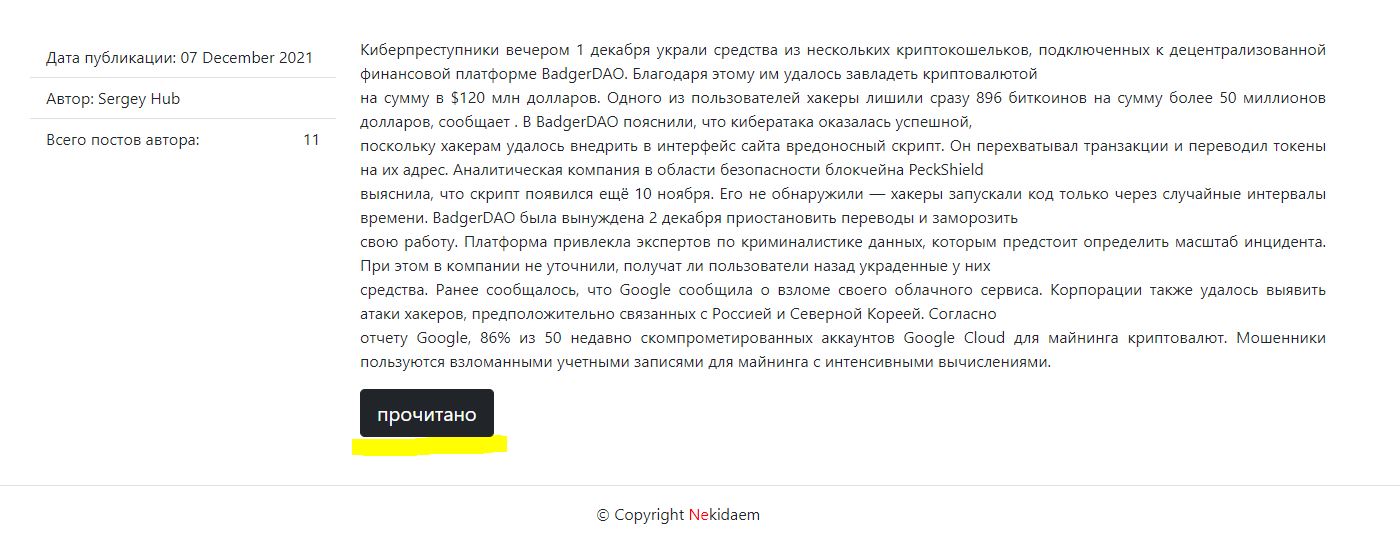 Дата публикации: 07 December 2021
Автор: Sergey Hub
Всего постов автора: 11
Киберпреступники вечером 1 декабря украли средства из нескольких криптокошельков, подключенных к децентрализованной
финансовой платформе BadgerDAO. Благодаря этому им удалось завладеть криптовалютой
на сумму в $120 млн долларов. Одного из пользователей хакеры лишили сразу 896 биткоинов на сумму более 50 миллионов
долларов, сообщает . В BadgerDAO пояснили, что кибератака оказалась успешной,
поскольку хакерам удалось внедрить в интерфейс сайта вредоносный скрипт. Он перехватывал транзакции и переводил токены
на их адрес. Аналитическая компания в области безопасности блокчейна PeckShield
выяснила, что скрипт появился ещё 10 ноября. Его не обнаружили — хакеры запускали код только через случайные интервалы
времени. BadgerDAO была вынуждена 2 декабря приостановить переводы и заморозить
свою работу. Платформа привлекла экспертов по криминалистике данных, которым предстоит определить масштаб инцидента.
При этом в компании не уточнили, получат ли пользователи назад украденные у них
средства. Ранее сообщалось, что Google сообщила о взломе своего облачного сервиса. Корпорации также удалось выявить
атаки хакеров, предположительно связанных с Россией и Северной Кореей. Согласно
отчету Google, 86% из 50 недавно скомпрометированных аккаунтов Google Cloud для майнинга криптовалют. Мошенники
пользуются взломанными учетными записями для майнинга с интенсивными вычислениями.
прочитано
© Copyright Nekidaem